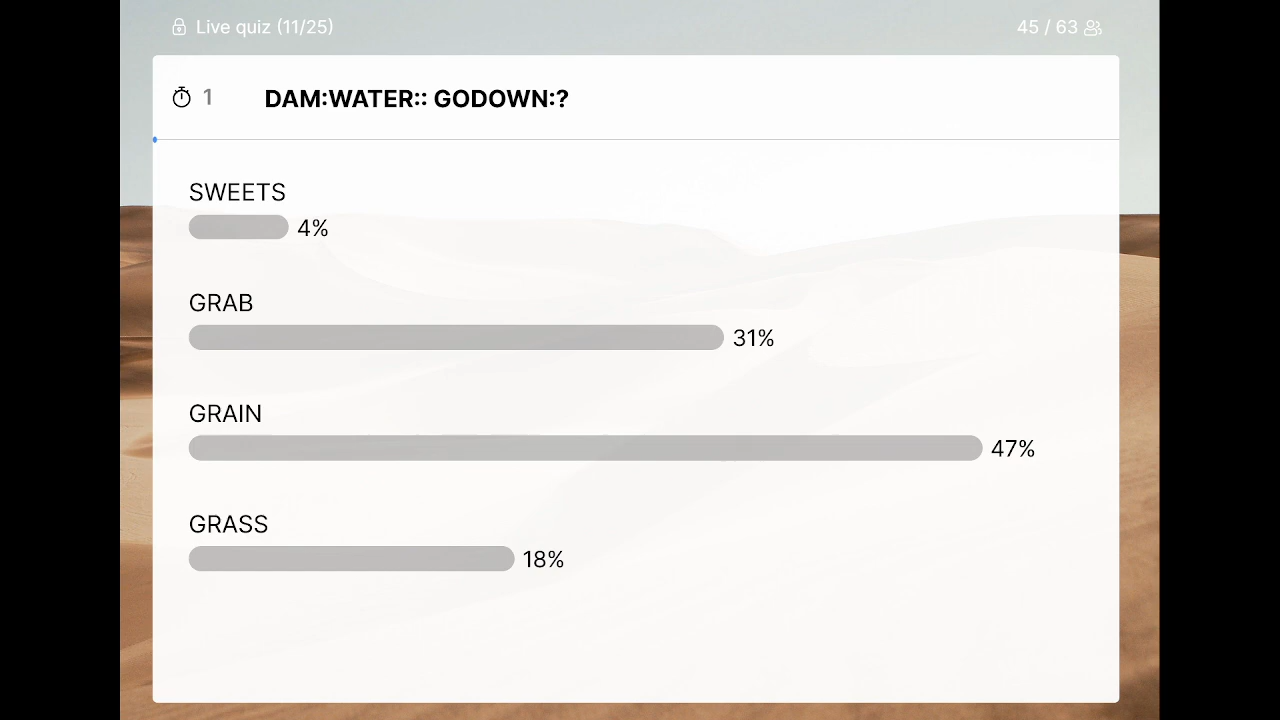 Live quiz (11/25)
45 / 63
1
DAM:WATER:: GODOWN:?
SWEETS
4%
GRAB
31%
GRAIN
47%
GRASS
18%